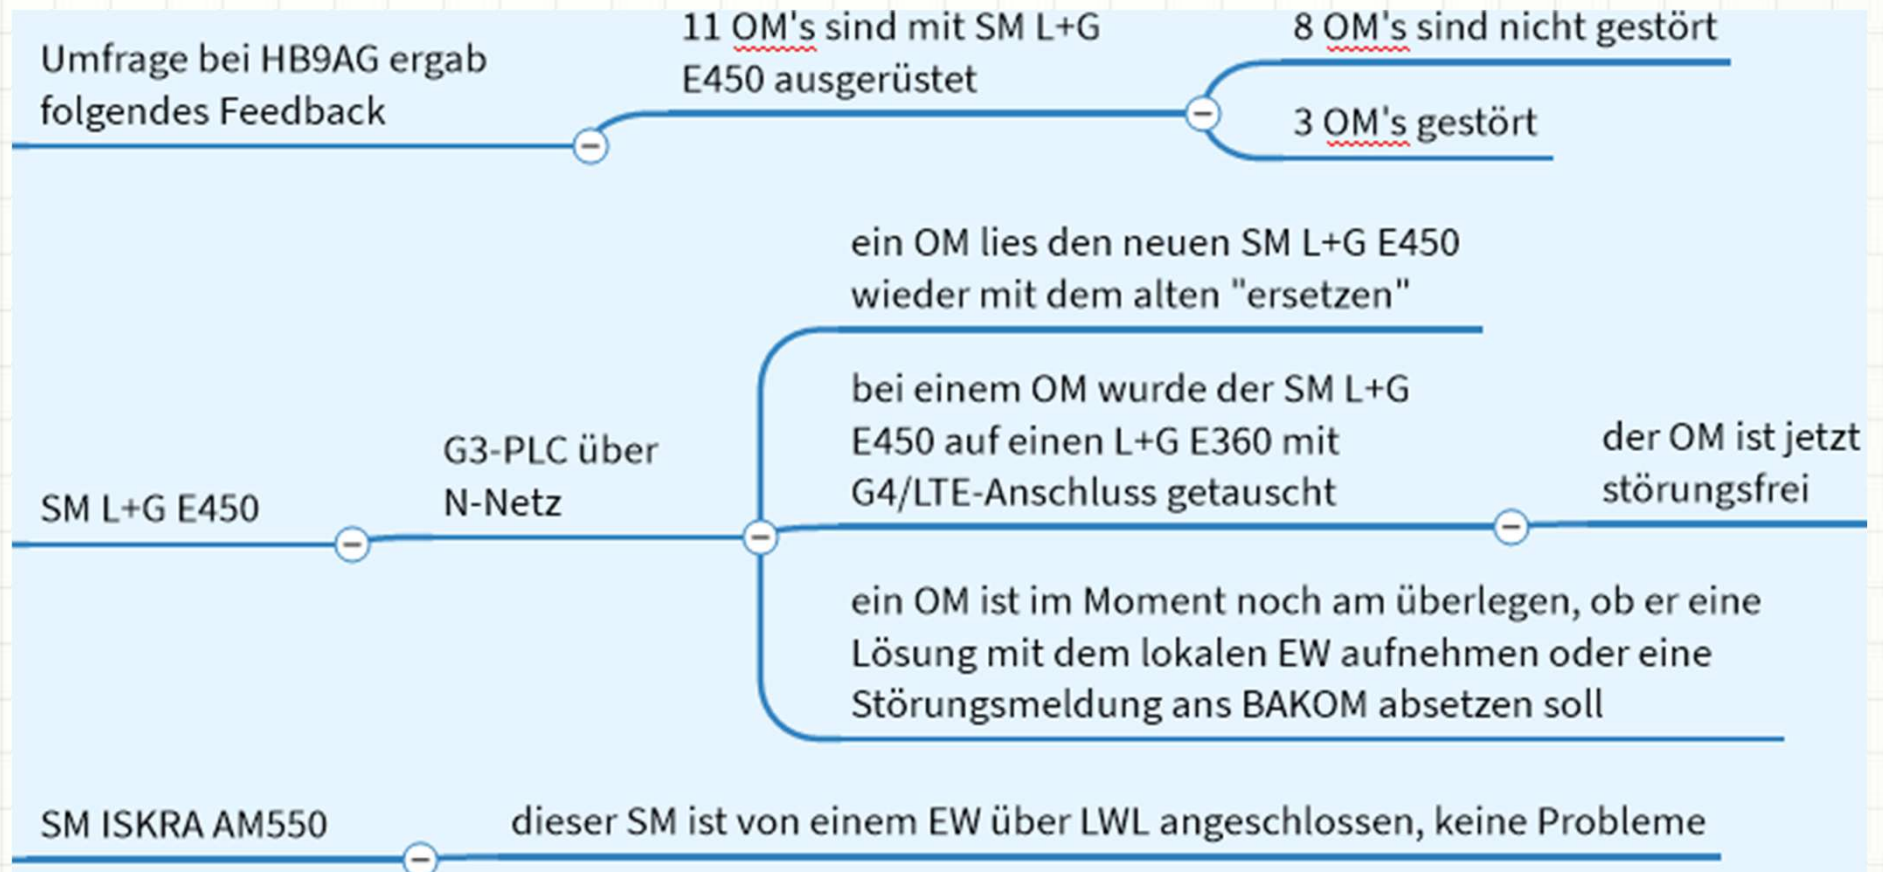 Umfrage bei HB9AG ergab
folgendes Feedback
11 OM's sind mit SM L+G
E450 ausgerüstet
8 OM's sind nicht gestört
3 OM's gestört
SM L+G E450
G3-PLC über
N-Netz
ein OM lies den neuen SM L+G E450
wieder mit dem alten "ersetzen"
bei einem OM wurde der SM L+G
E450 auf einen L+G E360 mit
G4/LTE-Anschluss getauscht
der OM ist jetzt
störungsfrei
ein OM ist im Moment noch am überlegen, ob er eine
Lösung mit dem lokalen EW aufnehmen oder eine
Störungsmeldung ans BAKOM absetzen soll
SM ISKRA AM550
dieser SM ist von einem EW über LWL angeschlossen, keine Probleme